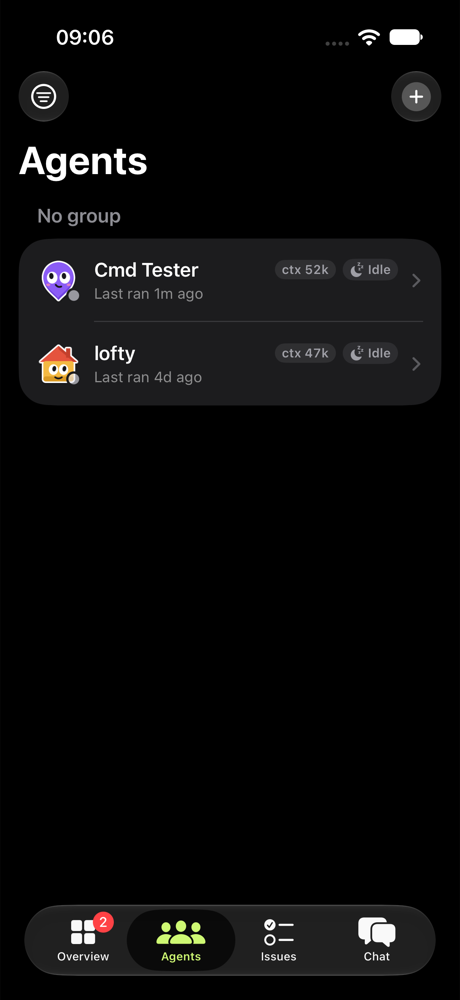 09:06
Agents
No group
Cmd Tester
ctx 52k
Idle
Last ran 1m ago
lofty
ctx 47k
Idle
Last ran 4d ago
2
Overview
Agents
Issues
Chat